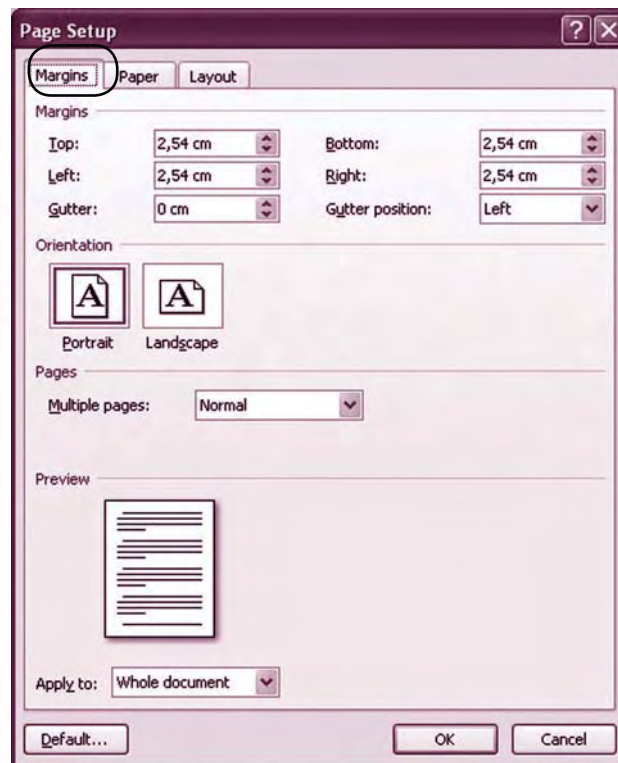 Page Setup
Margins Paper Layout
Margins
Top: 2,54 cm Bottom: 2,54 cm
Left: 2,54 cm Right: 2,54 cm
Gutter: 0 cm Gutter position: Left
Orientation
A A
Portrait Landscape
Pages
Multiple pages: Normal
Preview
Apply to: Whole document
Default... OK Cancel